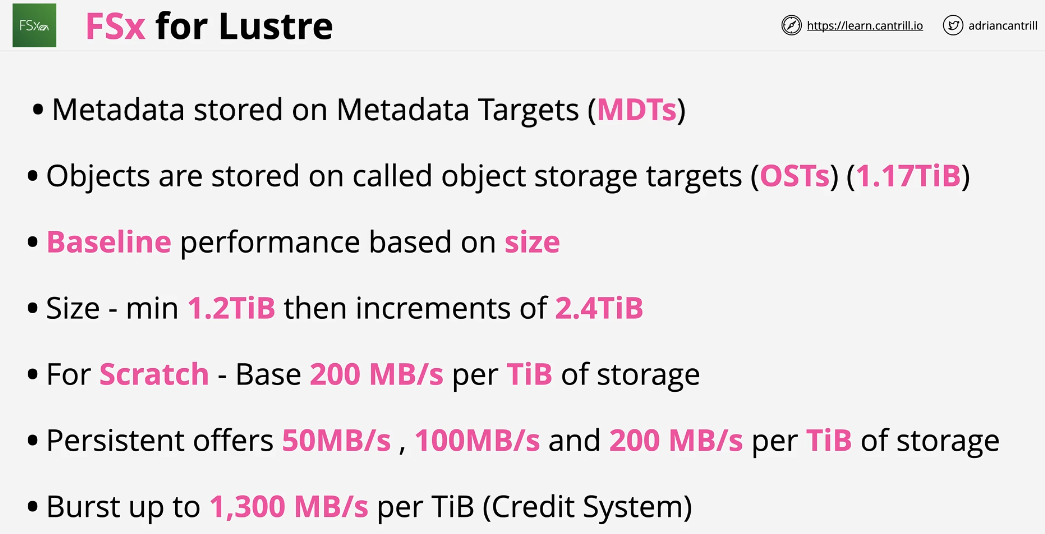 FSx
FSx for Lustre
https://learn.cantrill.io
adriancantrill
• Metadata stored on Metadata Targets (MDTs)
• Objects are stored on called object storage targets (OSTs) (1.17TiB)
• Baseline performance based on size
• Size - min 1.2TiB then increments of 2.4TiB
• For Scratch - Base 200 MB/s per TiB of storage
• Persistent offers 50MB/s , 100MB/s and 200 MB/s per TiB of storage
• Burst up to 1,300 MB/s per TiB (Credit System)